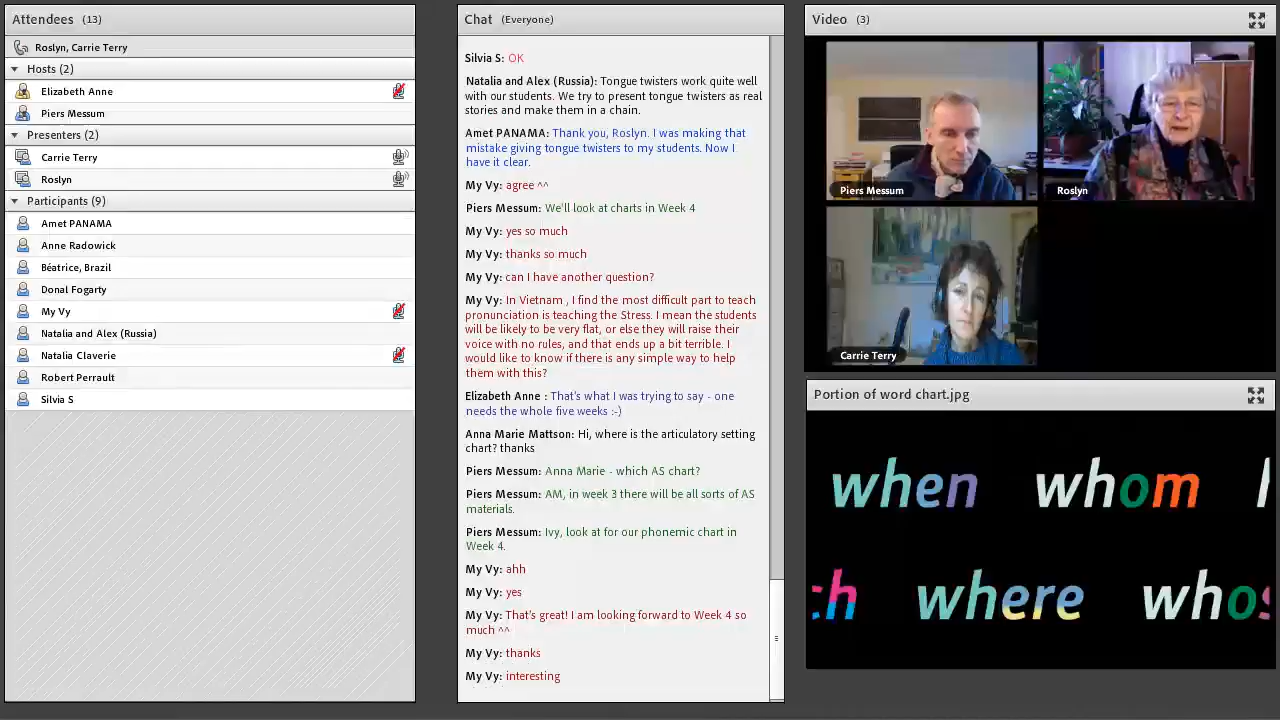 Attendees (13)
Roslyn, Carrie Terry
Hosts (2)
Elizabeth Anne
Piers Messum
Presenters (2)
Carrie Terry
Roslyn
Participants (9)
Amet PANAMA
Anne Radowick
Béatrice, Brazil
Donal Fogarty
My Vy
Natalia and Alex (Russia)
Natalia Claverie
Robert Perrault
Silvia S
Chat (Everyone)
Silvia S: OK
Natalia and Alex (Russia): Tongue twisters work quite well
with our students. We try to present tongue twisters as real
stories and make them in a chain.
Amet PANAMA: Thank you, Roslyn. I was making that
mistake giving tongue twisters to my students. Now I
have it clear.
My Vy: agree ^^
Piers Messum: We'll look at charts in Week 4
My Vy: yes so much
My Vy: thanks so much
My Vy: can I have another question?
My Vy: In Vietnam , I find the most difficult part to teach
pronunciation is teaching the Stress. I mean the students
will be likely to be very flat, or else they will raise their
voice with no rules, and that ends up a bit terrible. I
would like to know if there is any simple way to help
them with this?
Elizabeth Anne : That's what I was trying to say - one
needs the whole five weeks :-)
Anna Marie Mattson: Hi, where is the articulatory setting
chart? thanks
Piers Messum: Anna Marie - which AS chart?
Piers Messum: AM, in week 3 there will be all sorts of AS
materials.
Piers Messum: Ivy, look at for our phonemic chart in
Week 4.
My Vy: ahh
My Vy: yes
My Vy: That's great! I am looking forward to Week 4 so
much ^^
My Vy: thanks
My Vy: interesting
Video (3)
Piers Messum
Roslyn
Carrie Terry
Portion of word chart.jpg
when whom
ch where whos